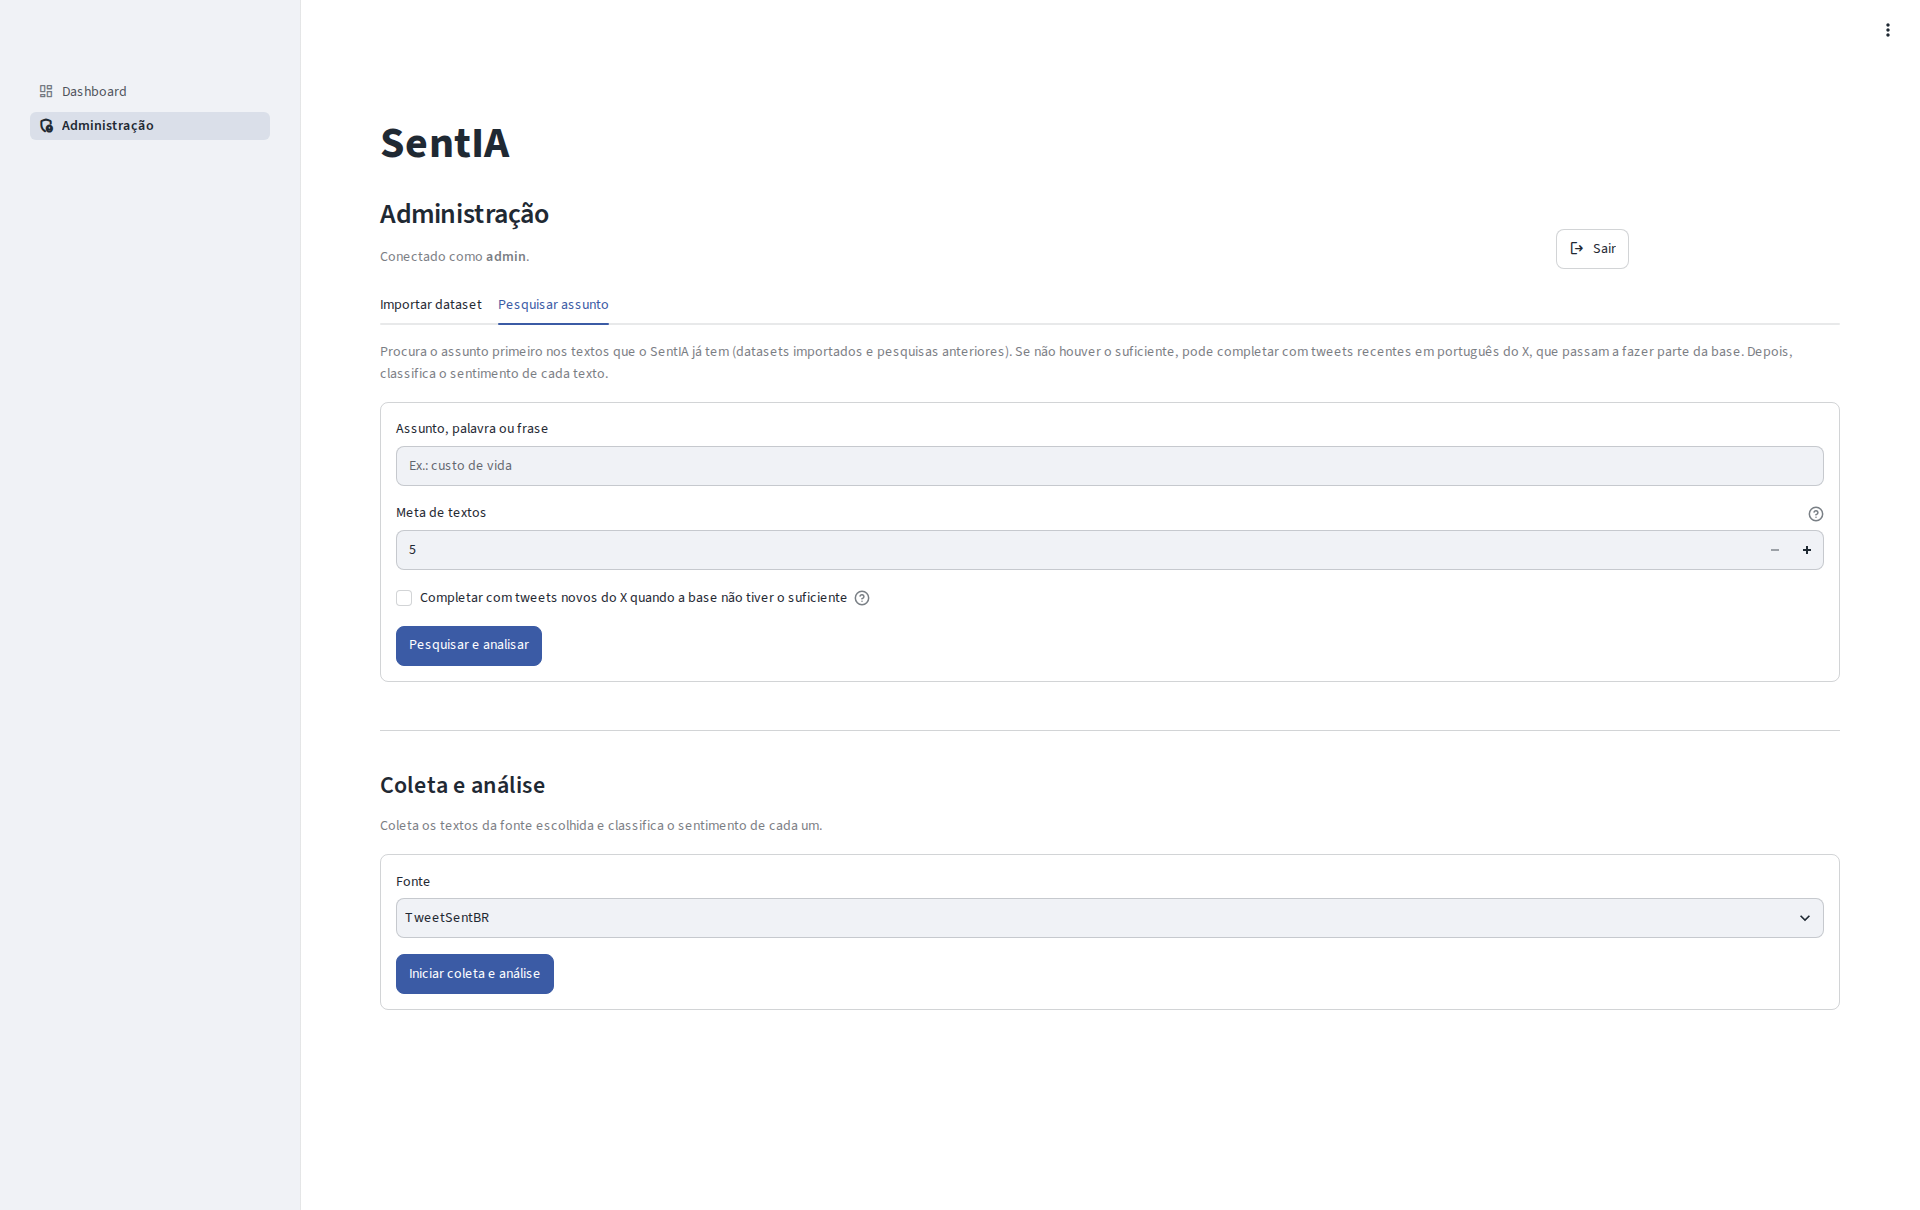 Dashboard
Administração
SentIA
Administração
Conectado como admin.
Sair
Importar dataset
Pesquisar assunto
Procura o assunto primeiro nos textos que o SentIA já tem (datasets importados e pesquisas anteriores). Se não houver o suficiente, pode completar com tweets recentes em português do X, que passam a fazer parte da base. Depois,
classifica o sentimento de cada texto.
Assunto, palavra ou frase
Ex.: custo de vida
Meta de textos
5
Completar com tweets novos do X quando a base não tiver o suficiente
Pesquisar e analisar
Coleta e análise
Coleta os textos da fonte escolhida e classifica o sentimento de cada um.
Fonte
TweetSentBR
Iniciar coleta e análise